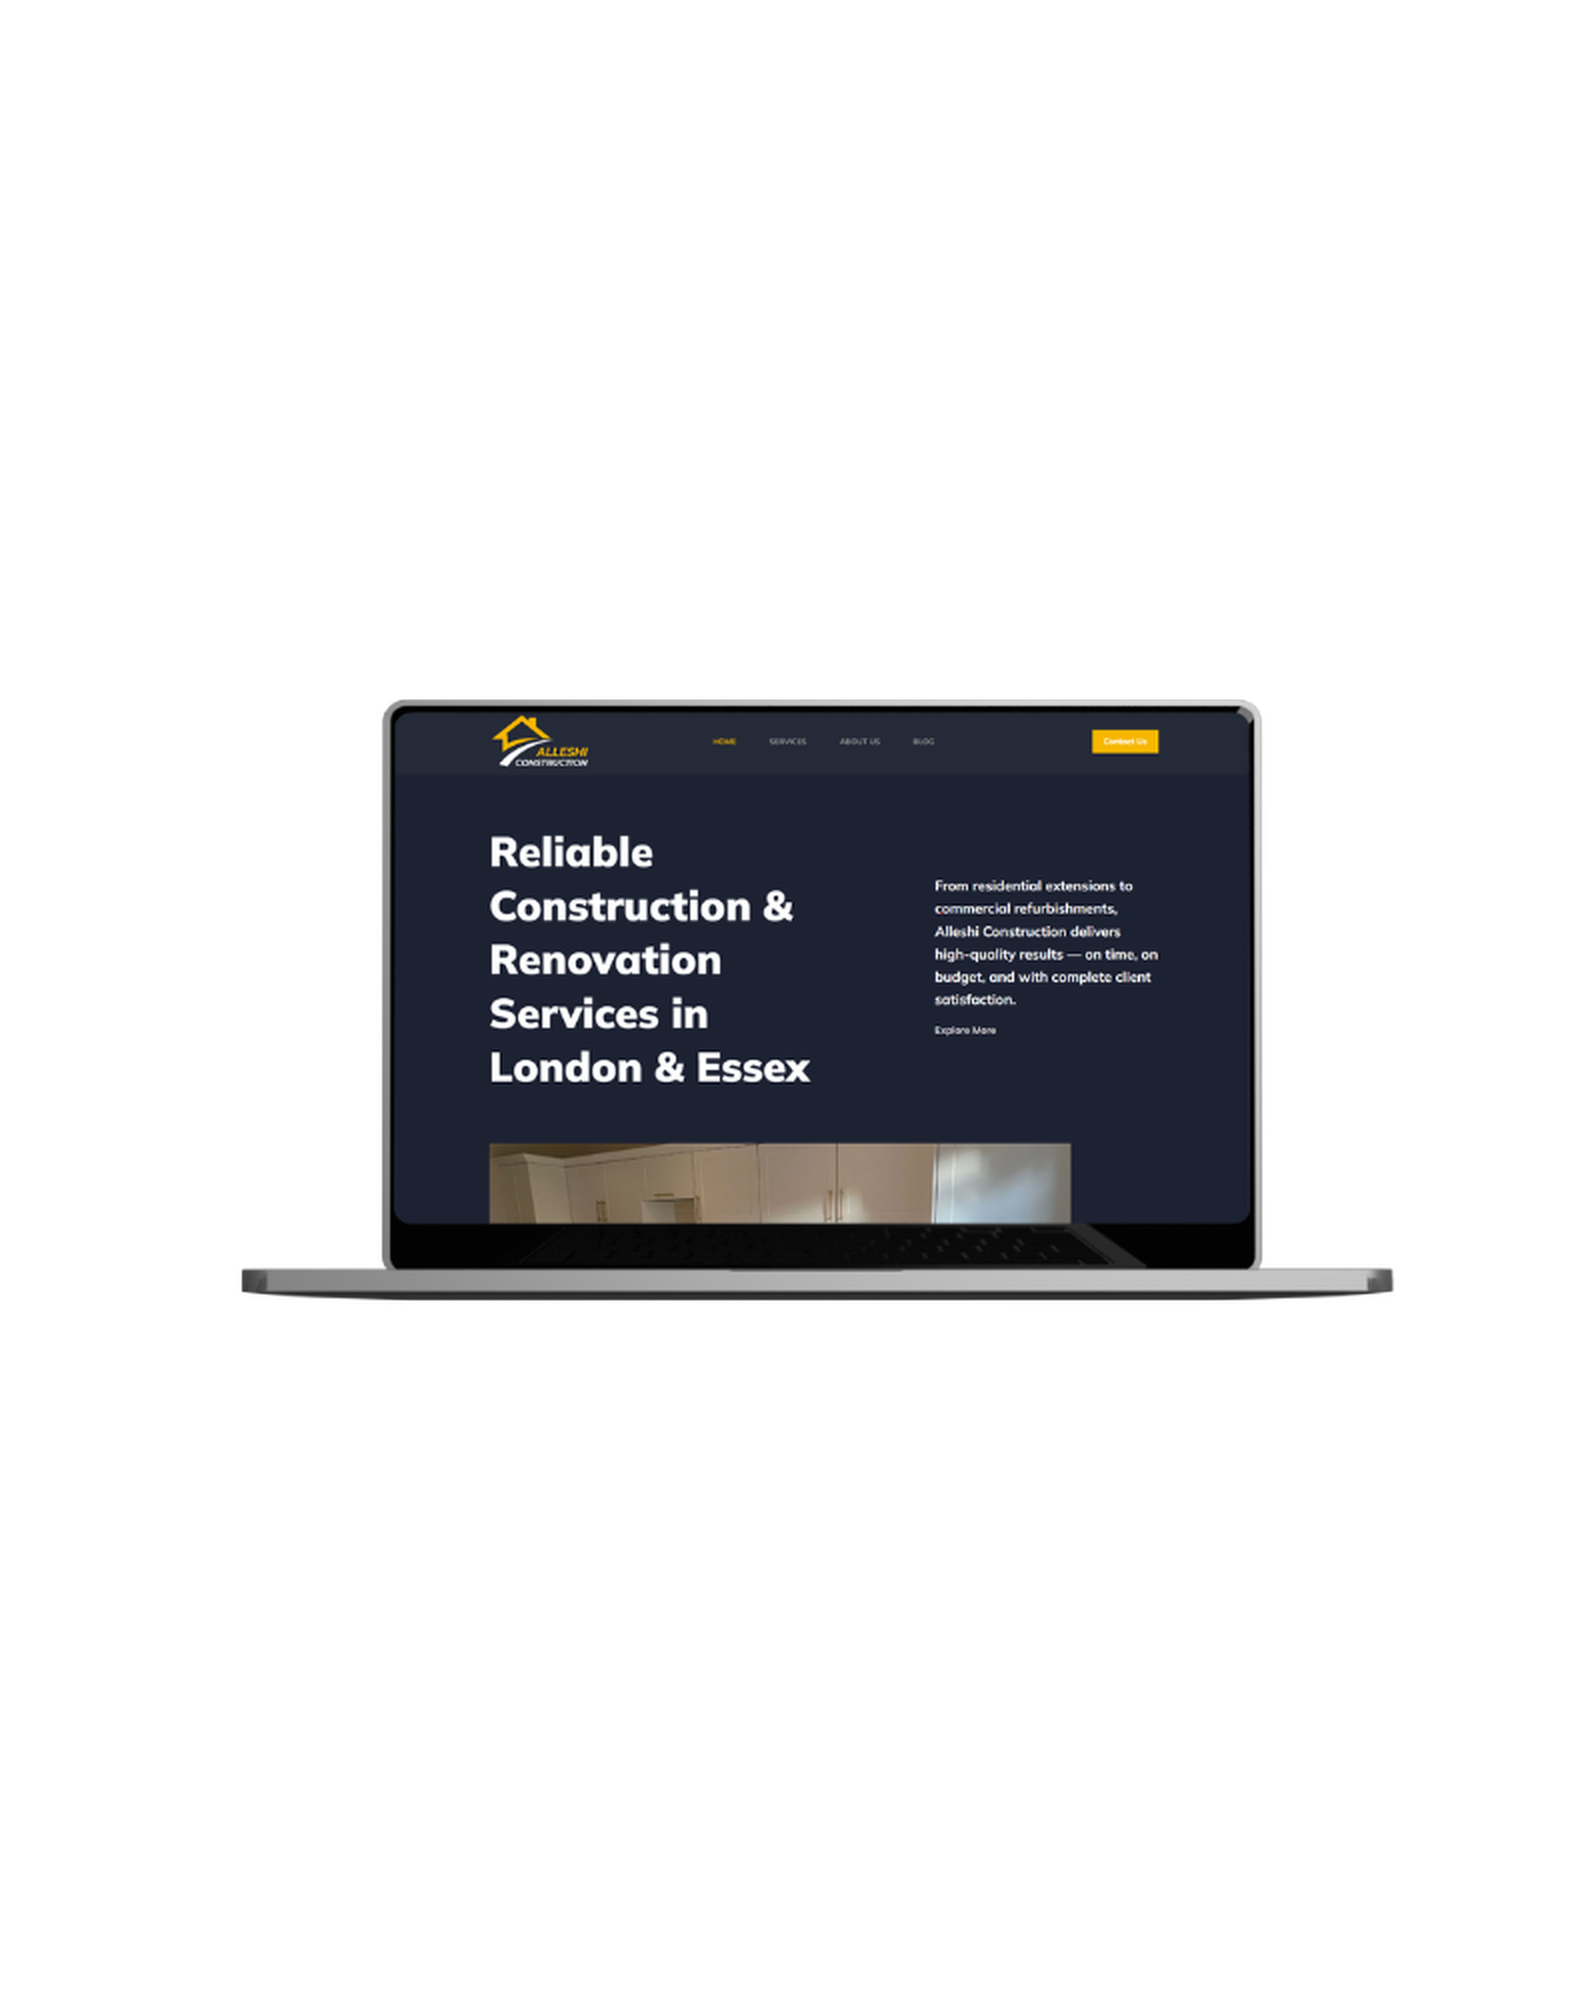 ALLESHI
CONSTRUCTION
HOME SERVICES ABOUT US BLOG
Contact Us
Reliable
Construction &
Renovation
Services in
London & Essex
From residential extensions to
commercial refurbishments,
Alleshi Construction delivers
high-quality results — on time, on
budget, and with complete client
satisfaction.
Explore More